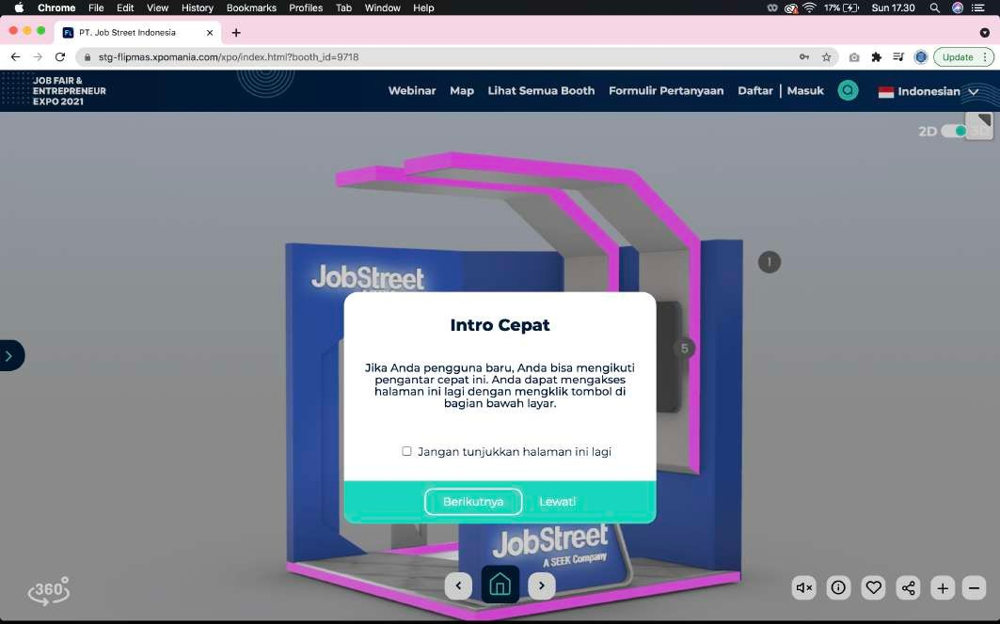 Chrome File Edit View History Bookmarks Profiles Tab Window Help 17% Sun 17.30
PT. Job Street Indonesia
stg-flipmas.xpomania.com/xpo/index.html?booth_id=9718 Update
JOB FAIR &
ENTREPRENEUR
EXPO 2021
Webinar Map Lihat Semua Booth Formulir Pertanyaan Daftar | Masuk Indonesian
2D 3D
1
JobStreet
Intro Cepat
5
Jika Anda pengguna baru, Anda bisa mengikuti
pengantar cepat ini. Anda dapat mengakses
halaman ini lagi dengan mengklik tombol di
bagian bawah layar.
Jangan tunjukkan halaman ini lagi
Berikutnya Lewati
JobStreet
A SEEK Company
360°